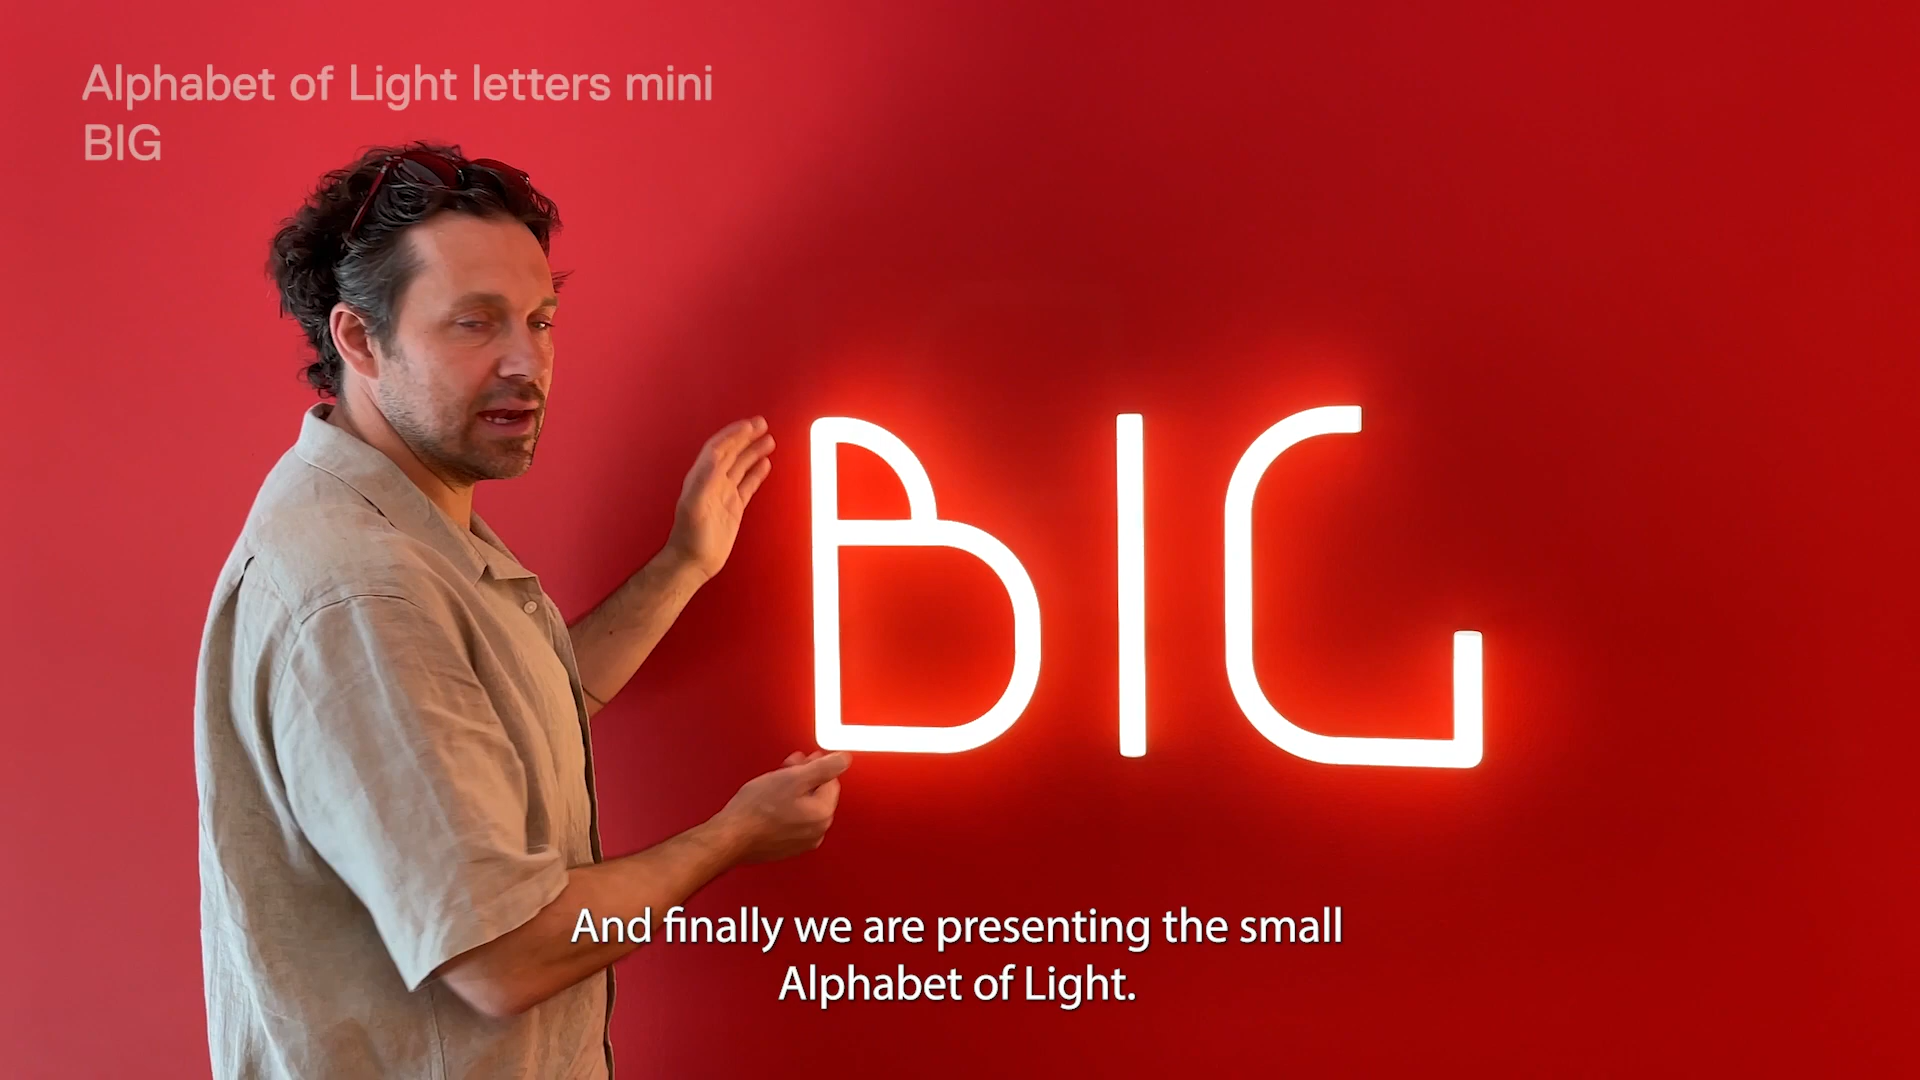 Alphabet of Light letters mini
BIG
BIG
And finally we are presenting the small
Alphabet of Light.